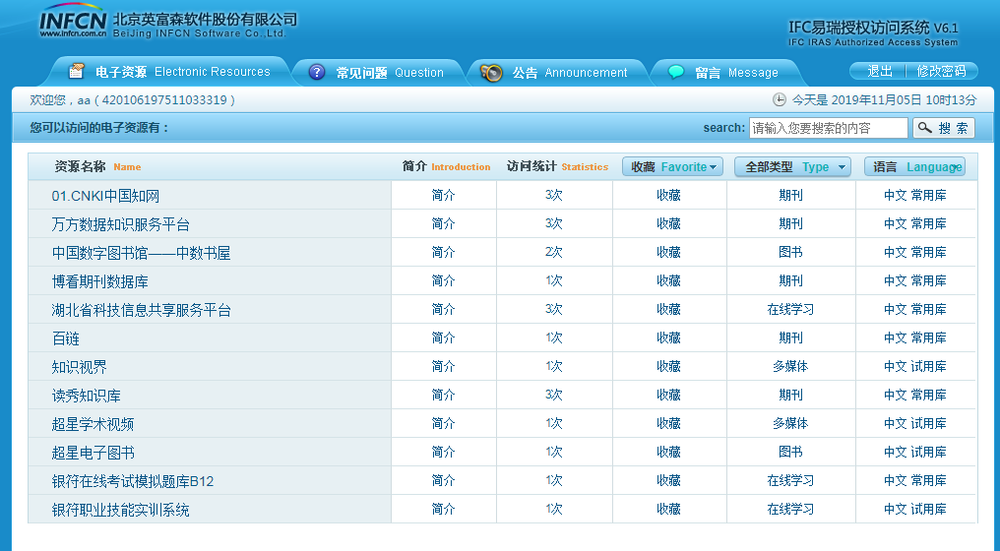 INFCN 北京英富森软件股份有限公司
www.infcn.com.cn BeiJing INFCN Software Co.,Ltd.
IFC易瑞授权访问系统 V6.1
IFC IRAS Authorized Access System
电子资源 Electronic Resources 常见问题 Question 公告 Announcement 留言 Message 退出 修改密码
欢迎您，aa（420106197511033319） 今天是 2019年11月05日 10时13分
您可以访问的电子资源有： search: 请输入您要搜索的内容 搜 索
资源名称 Name 简介 Introduction 访问统计 Statistics 收藏 Favorite 全部类型 Type 语言 Language
01.CNKI中国知网 简介 3次 收藏 期刊 中文 常用库
万方数据知识服务平台 简介 3次 收藏 期刊 中文 常用库
中国数字图书馆——中数书屋 简介 2次 收藏 图书 中文 常用库
博看期刊数据库 简介 1次 收藏 期刊 中文 常用库
湖北省科技信息共享服务平台 简介 3次 收藏 在线学习 中文 常用库
百链 简介 1次 收藏 期刊 中文 常用库
知识视界 简介 1次 收藏 多媒体 中文 试用库
读秀知识库 简介 3次 收藏 期刊 中文 常用库
超星学术视频 简介 1次 收藏 多媒体 中文 试用库
超星电子图书 简介 1次 收藏 图书 中文 试用库
银符在线考试模拟题库B12 简介 1次 收藏 在线学习 中文 常用库
银符职业技能实训系统 简介 1次 收藏 在线学习 中文 试用库